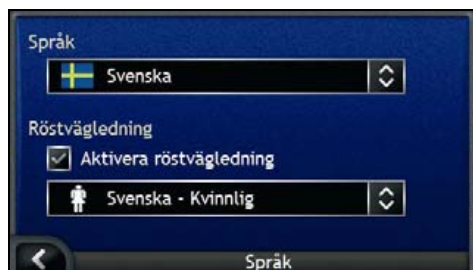 Språk
Svenska
Röstvägledning
Aktivera röstvägledning
Svenska - Kvinnlig
Språk